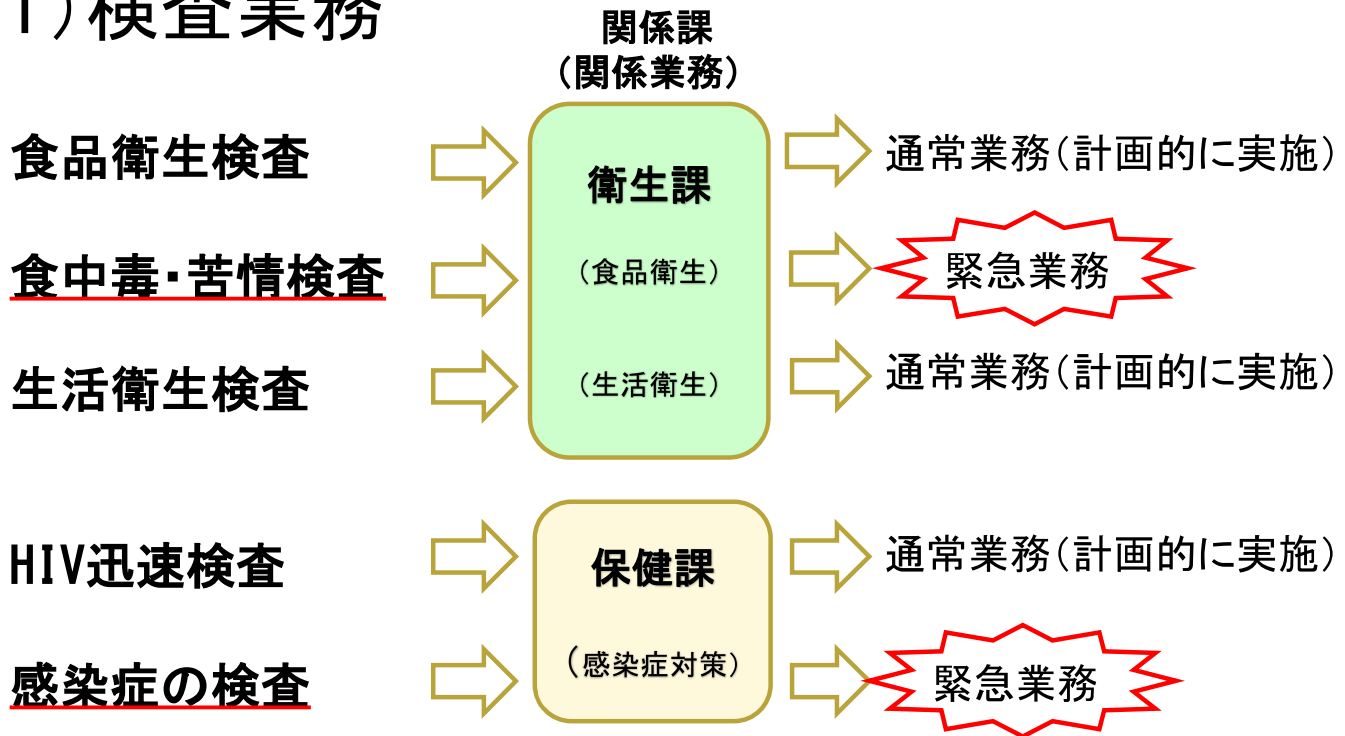 1)検査業務
関係課
(関係業務)
食品衛生検査
衛生課
通常業務(計画的に実施)
食中毒・苦情検査
(食品衛生)
緊急業務
生活衛生検査
(生活衛生)
通常業務(計画的に実施)
HIV迅速検査
保健課
通常業務(計画的に実施)
感染症の検査
(感染症対策)
緊急業務